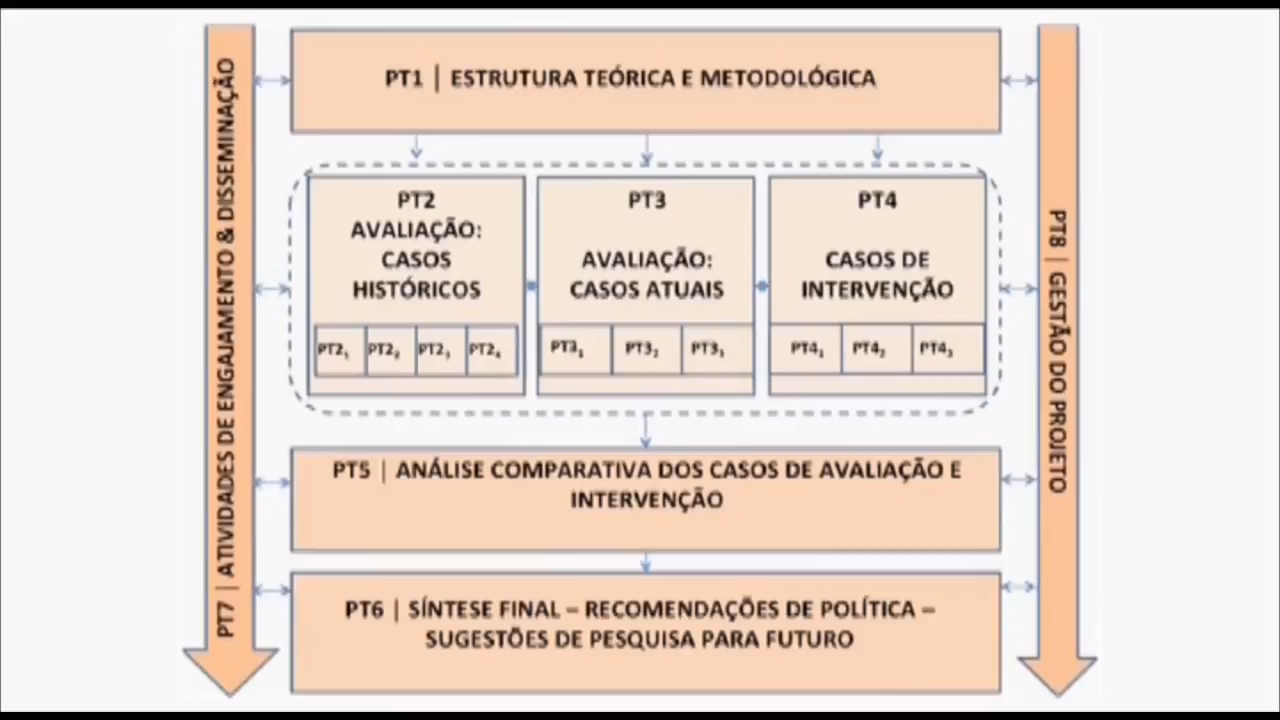 PT7 | ATIVIDADES DE ENGAJAMENTO & DISSEMINAÇÃO
PT1 | ESTRUTURA TEÓRICA E METODOLÓGICA
PT2
AVALIAÇÃO:
CASOS
HISTÓRICOS
PT2₁ PT2₂ PT2₃ PT2₄
PT3
AVALIAÇÃO:
CASOS ATUAIS
PT3₁ PT3₂ PT3₃
PT4
CASOS DE
INTERVENÇÃO
PT4₁ PT4₂ PT4₃
PT5 | ANÁLISE COMPARATIVA DOS CASOS DE AVALIAÇÃO E
INTERVENÇÃO
PT6 | SÍNTESE FINAL – RECOMENDAÇÕES DE POLÍTICA –
SUGESTÕES DE PESQUISA PARA FUTURO
PT8 | GESTÃO DO PROJETO